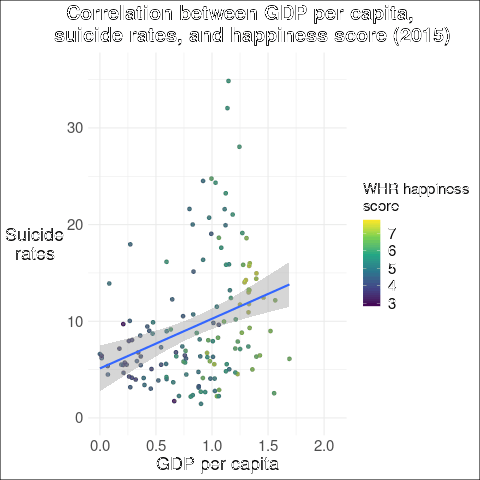 Correlation between GDP per capita,
suicide rates, and happiness score (2015)
30
20
10
0
Suicide
rates
0.0 0.5 1.0 1.5 2.0
GDP per capita
WHR happiness
score
7
6
5
4
3